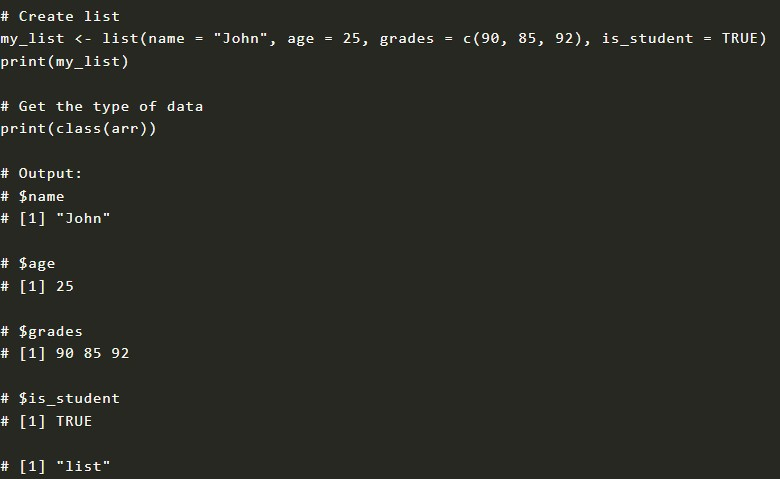 # Create list
my_list <- list(name = "John", age = 25, grades = c(90, 85, 92), is_student = TRUE)
print(my_list)
# Get the type of data
print(class(arr))
# Output:
# $name
# [1] "John"
# $age
# [1] 25
# $grades
# [1] 90 85 92
# $is_student
# [1] TRUE
# [1] "list"